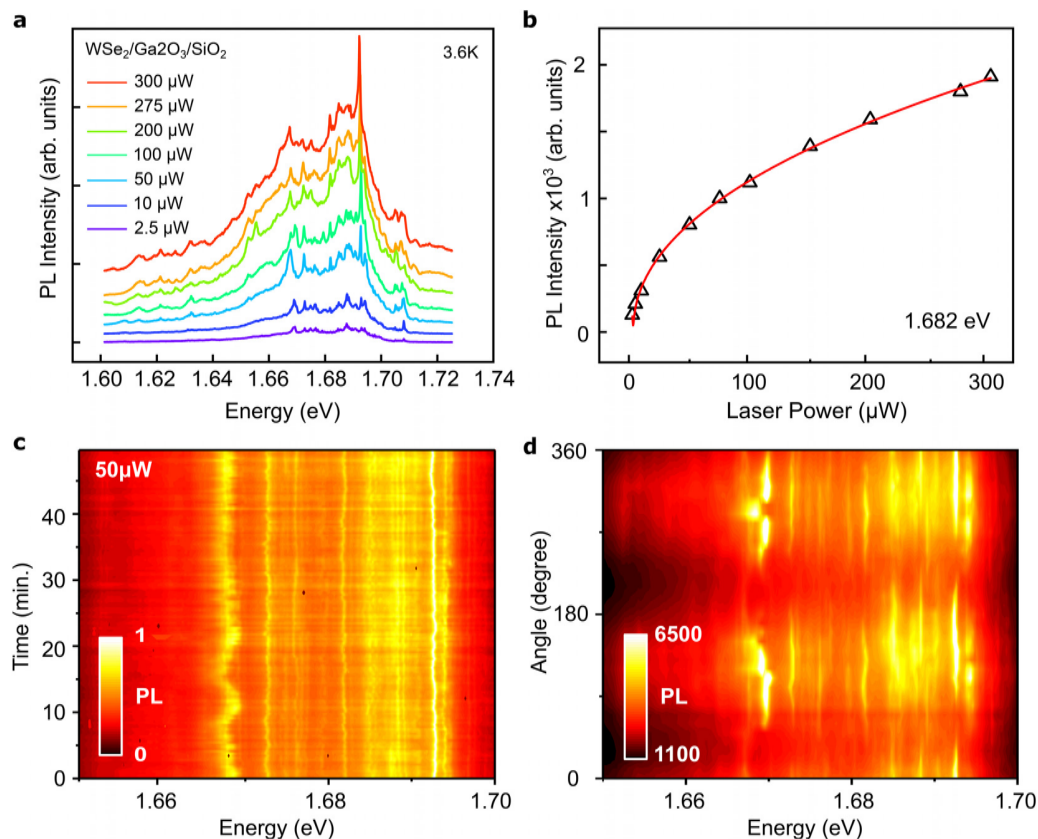 a
WSe2/Ga2O3/SiO2
3.6K
300 µW
275 µW
200 µW
100 µW
50 µW
10 µW
2.5 µW
PL Intensity (arb. units)
1.60 1.62 1.64 1.66 1.68 1.70 1.72 1.74
Energy (eV)
b
PL Intensity x10³ (arb. units)
2
1
0
1.682 eV
0 100 200 300
Laser Power (µW)
c
50µW
Time (min.)
40
30
20
10
0
1
PL
0
1.66 1.68 1.70
Energy (eV)
d
Angle (degree)
360
180
0
6500
PL
1100
1.66 1.68 1.70
Energy (eV)